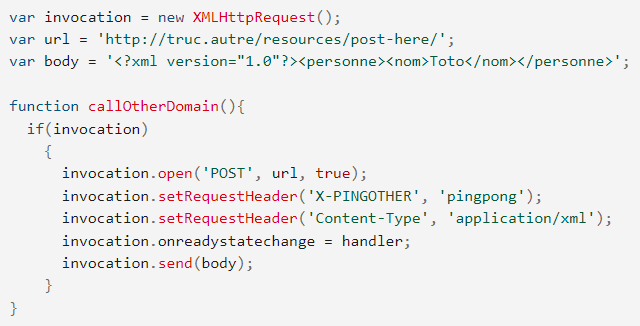 var invocation = new XMLHttpRequest();
var url = 'http://truc.autre/resources/post-here/';
var body = '<?xml version="1.0"?><personne><nom>Toto</nom></personne>';

function callOtherDomain(){
  if(invocation)
    {
      invocation.open('POST', url, true);
      invocation.setRequestHeader('X-PINGOTHER', 'pingpong');
      invocation.setRequestHeader('Content-Type', 'application/xml');
      invocation.onreadystatechange = handler;
      invocation.send(body);
    }
}